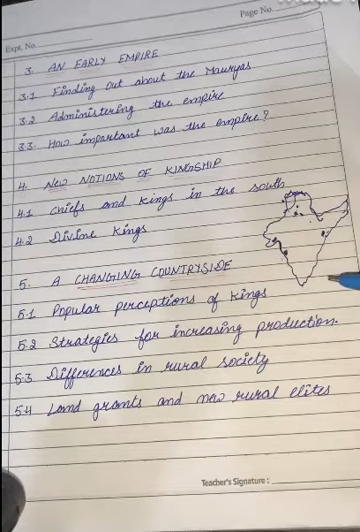 Page No.
Expt. No.
3. AN EARLY EMPIRE
3.1 Finding out about the Mauryas
3.2 Administering the empire
3.3. How important was the empire?
4. NEW NOTIONS OF KINGSHIP
4.1 Chiefs and kings in the south
4.2 Divine Kings
5. A CHANGING COUNTRYSIDE
5.1 Popular perceptions of kings
5.2 Strategies for increasing production.
5.3 Differences in rural society
5.4 Land grants and new rural elites
Teacher's Signature :